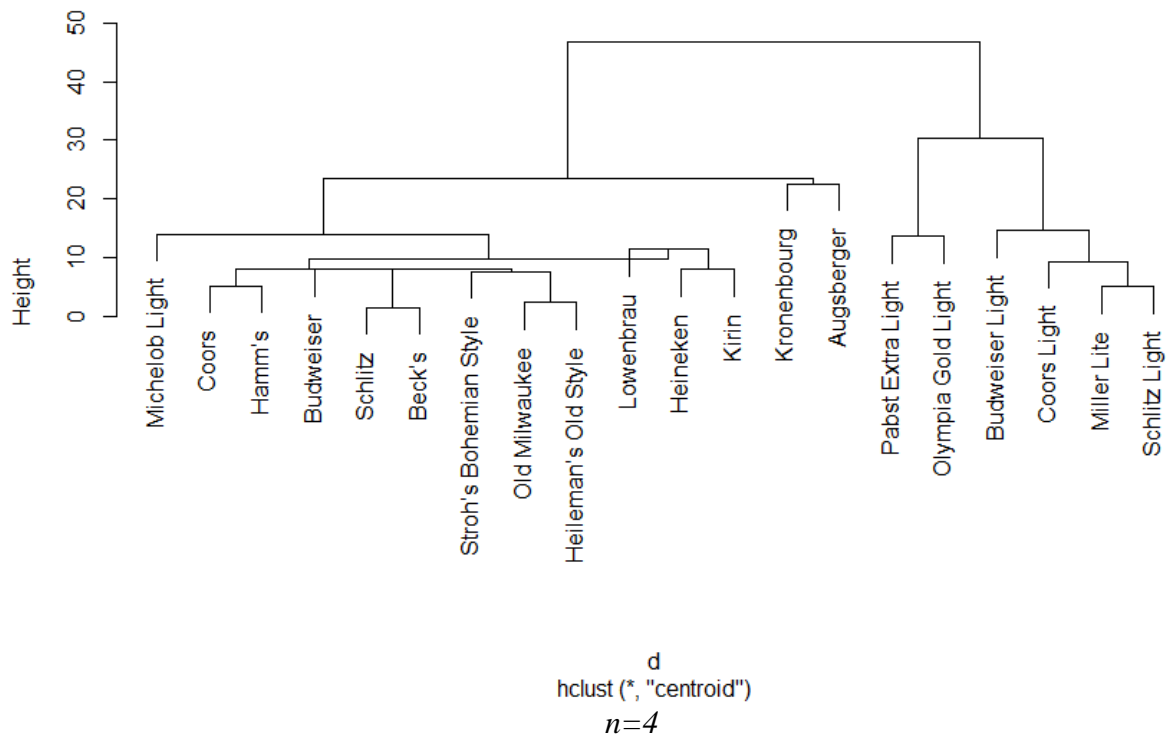 50
40
30
20
10
0
Height
Michelob Light
Coors
Hamm's
Budweiser
Schlitz
Beck's
Stroh's Bohemian Style
Old Milwaukee
Heileman's Old Style
Lowenbrau
Heineken
Kirin
Kronenbourg
Augsberger
Pabst Extra Light
Olympia Gold Light
Budweiser Light
Coors Light
Miller Lite
Schlitz Light
d
hclust (*, "centroid")
n=4